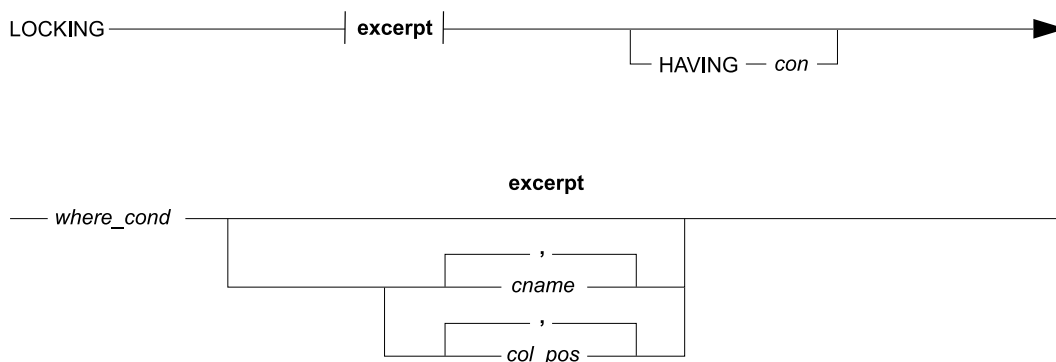 LOCKING excerpt
HAVING con
excerpt
where_cond
,
cname
,
col_pos